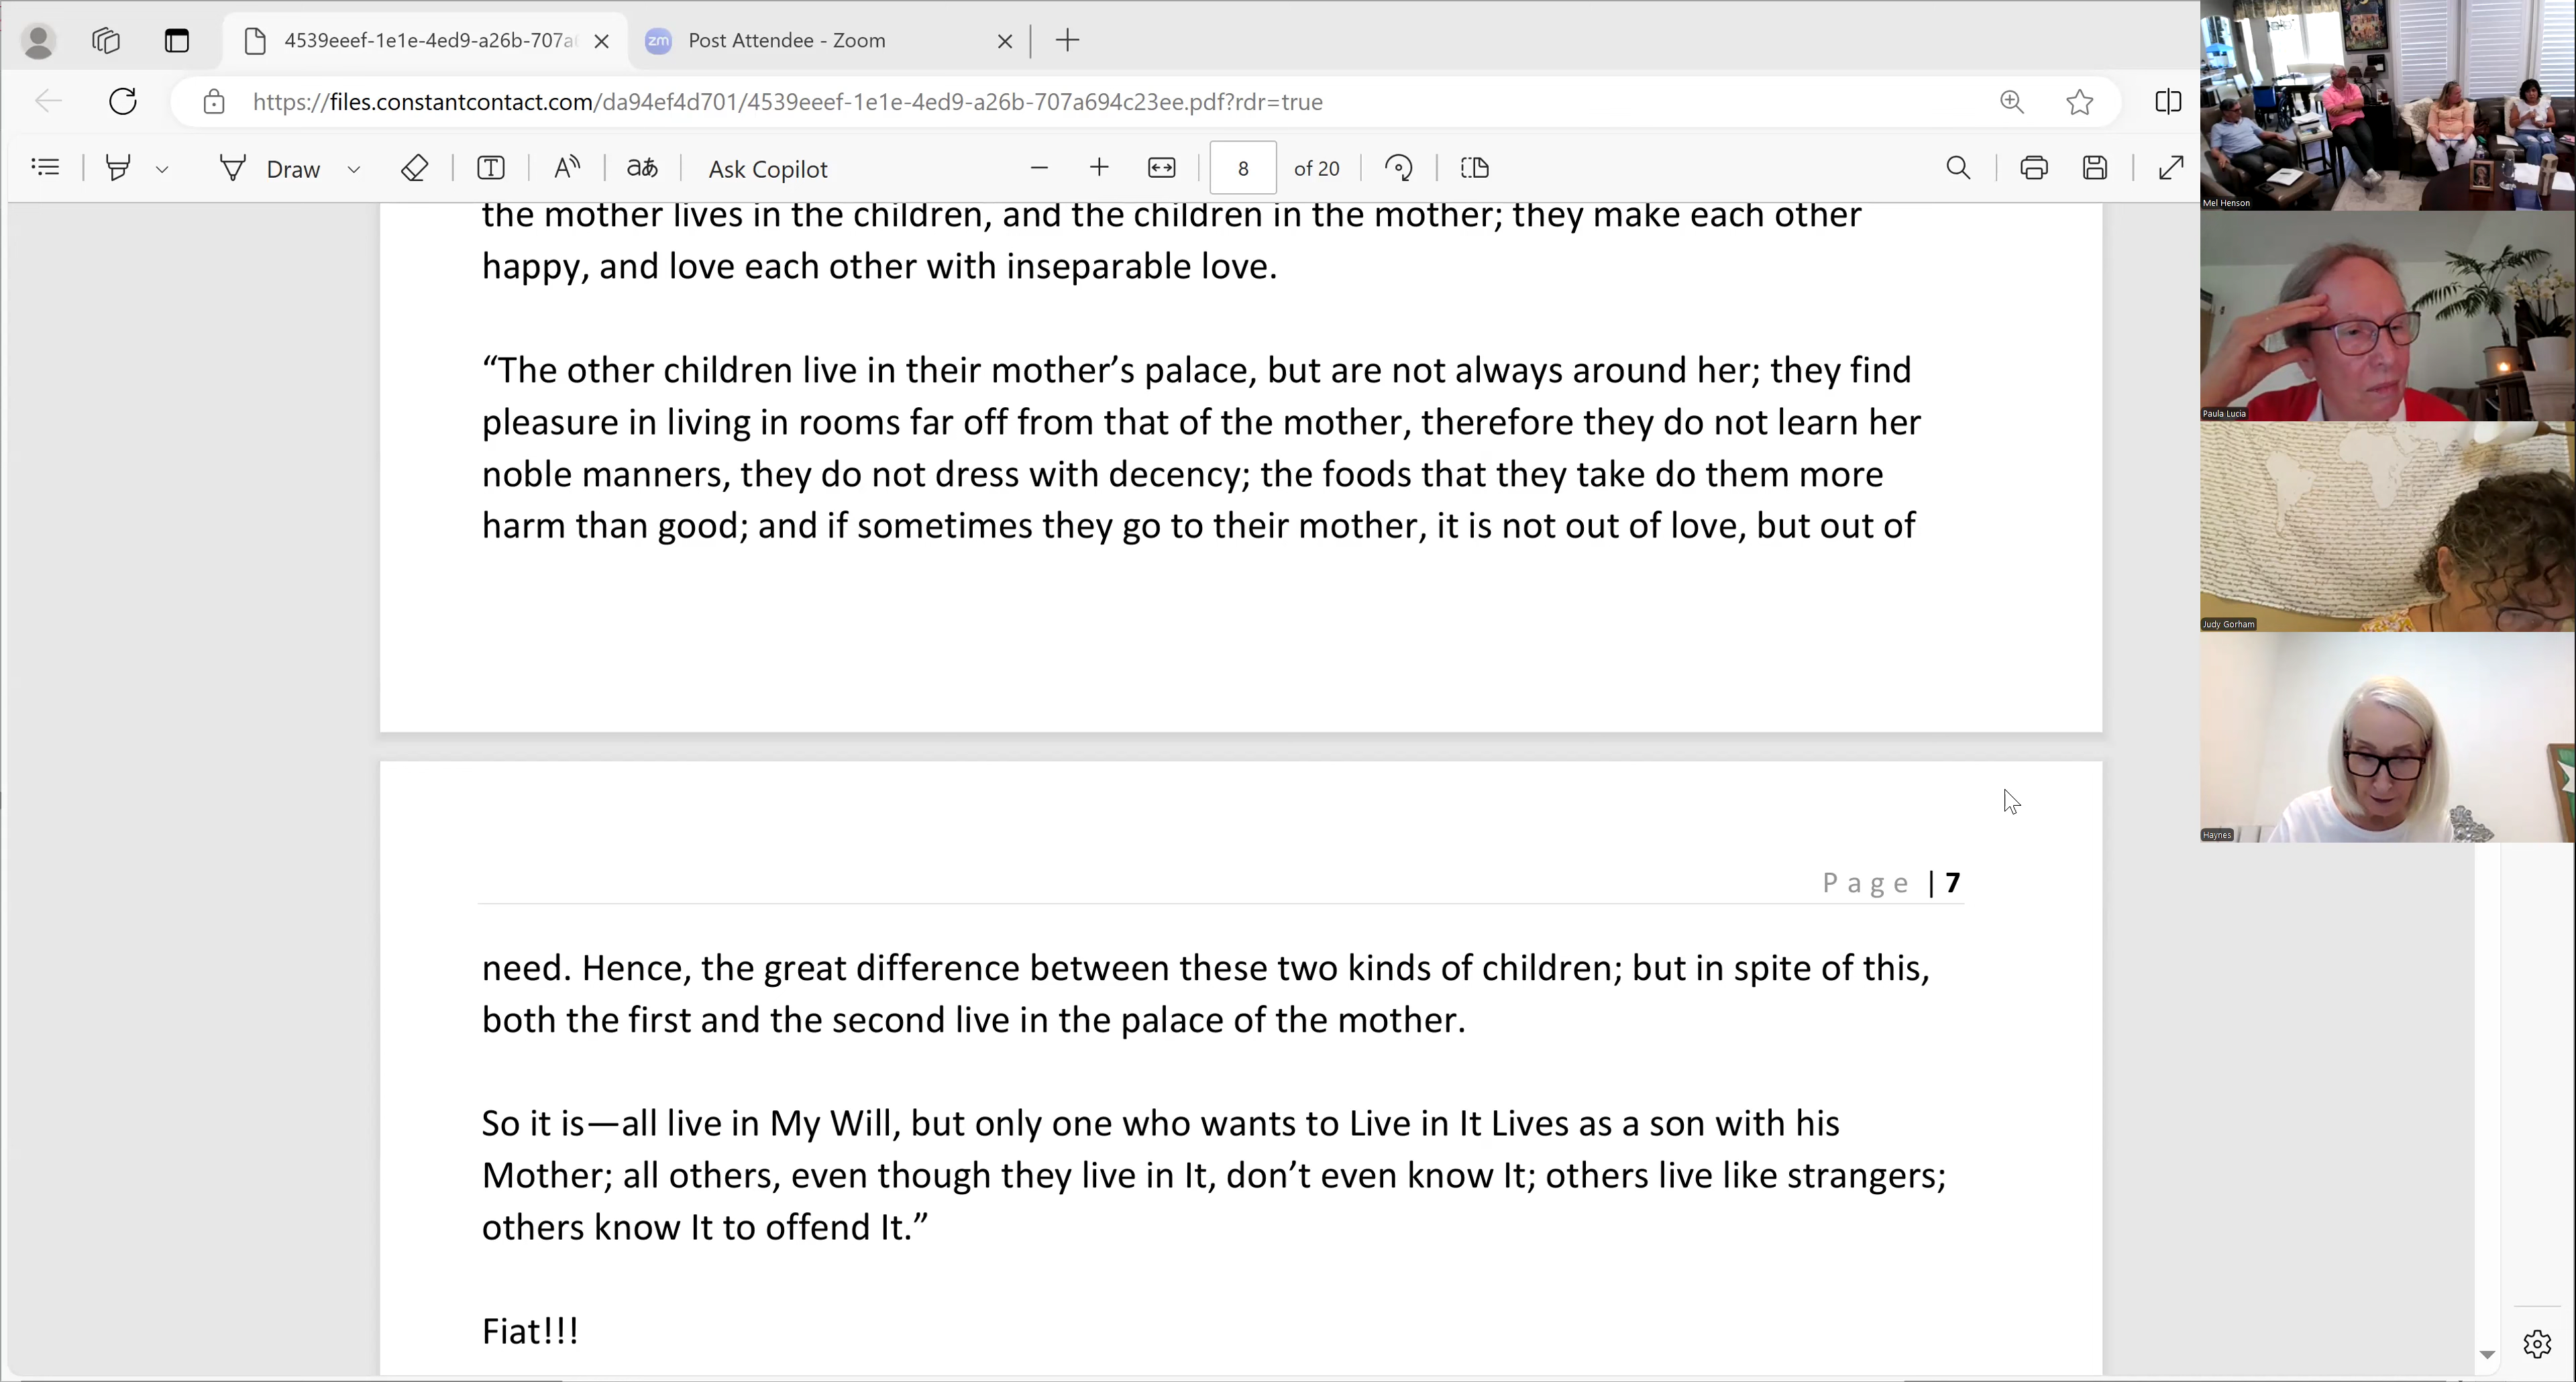 4539eeef-1e1e-4ed9-a26b-707a
zm Post Attendee - Zoom
https://files.constantcontact.com/da94ef4d701/4539eeef-1e1e-4ed9-a26b-707a694c23ee.pdf?rdr=true
Draw
T
A
aあ
Ask Copilot
8 of 20
the mother lives in the children, and the children in the mother; they make each other
happy, and love each other with inseparable love.
“The other children live in their mother’s palace, but are not always around her; they find
pleasure in living in rooms far off from that of the mother, therefore they do not learn her
noble manners, they do not dress with decency; the foods that they take do them more
harm than good; and if sometimes they go to their mother, it is not out of love, but out of
Page | 7
need. Hence, the great difference between these two kinds of children; but in spite of this,
both the first and the second live in the palace of the mother.
So it is—all live in My Will, but only one who wants to Live in It Lives as a son with his
Mother; all others, even though they live in It, don’t even know It; others live like strangers;
others know It to offend It.”
Fiat!!!
Mel Henson
Paula Lucia
Judy Gorham
Haynes